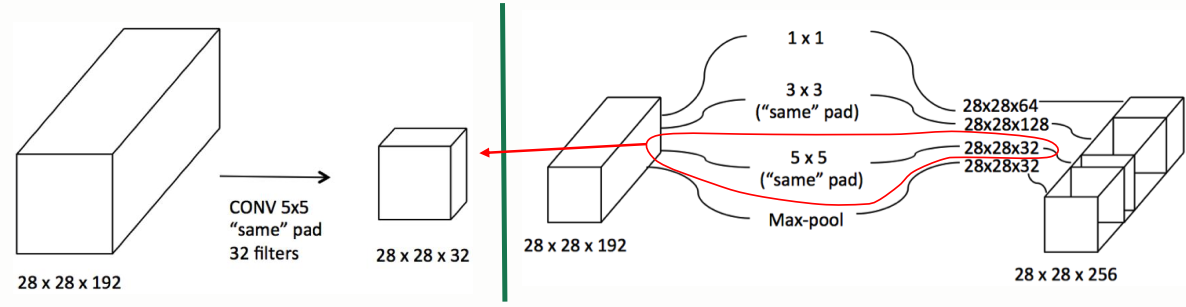 CONV 5x5
“same” pad
32 filters
28 x 28 x 192
28 x 28 x 32
1 x 1
3 x 3
(“same” pad)
5 x 5
(“same” pad)
Max-pool
28 x 28 x 192
28x28x64
28x28x128
28x28x32
28x28x32
28 x 28 x 256